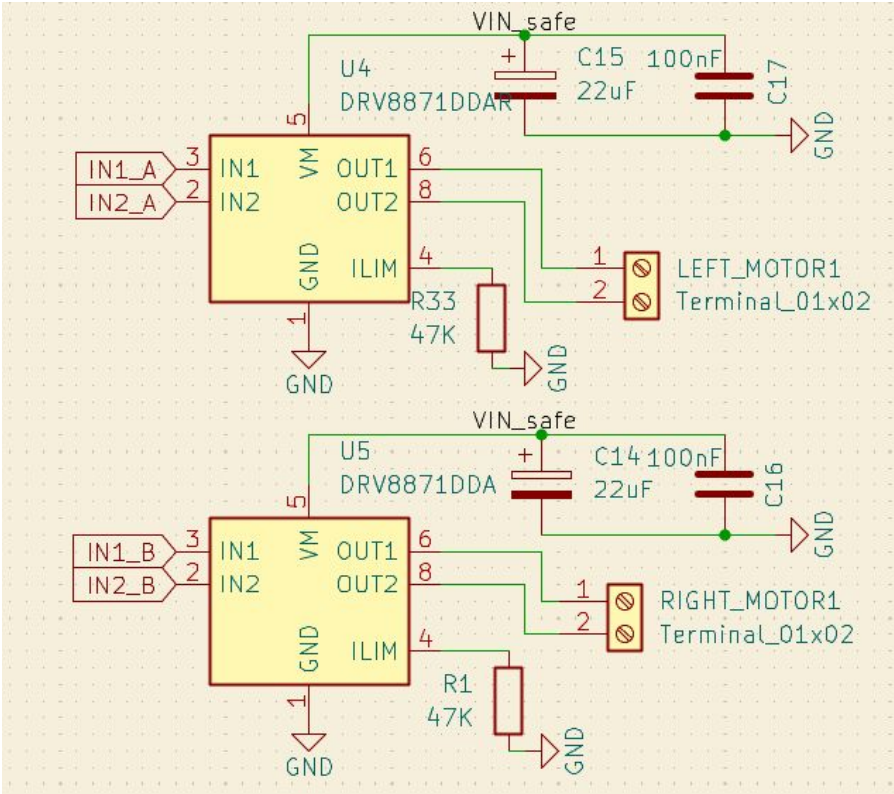 VIN_safe
U4
DRV8871DDAR
C15
22uF
100nF
C17
GND
5
VM
IN1_A
3
IN1
OUT1
6
IN2_A
2
IN2
OUT2
8
GND
ILIM
4
1
GND
R33
47K
GND
1
2
LEFT_MOTOR1
Terminal_01x02
VIN_safe
U5
DRV8871DDA
C14
22uF
100nF
C16
GND
5
VM
IN1_B
3
IN1
OUT1
6
IN2_B
2
IN2
OUT2
8
GND
ILIM
4
1
GND
R1
47K
GND
1
2
RIGHT_MOTOR1
Terminal_01x02